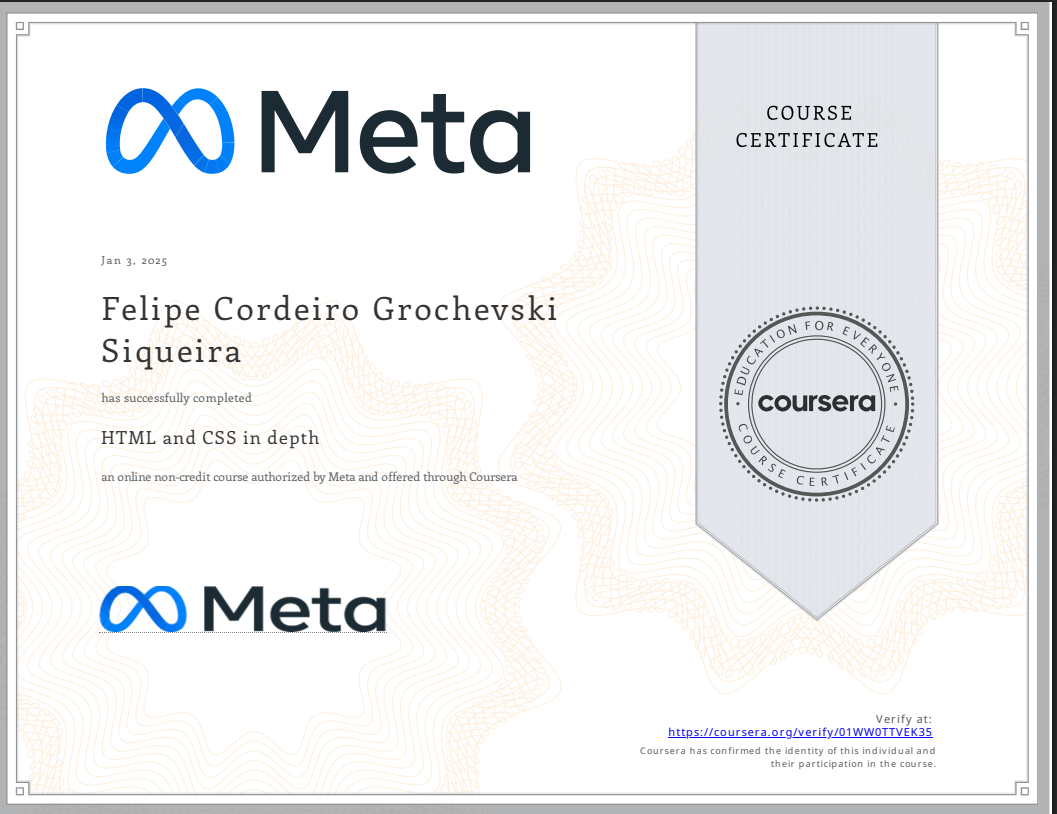 Meta
COURSE
CERTIFICATE
Jan 3, 2025
Felipe Cordeiro Grochevski
Siqueira
has successfully completed
HTML and CSS in depth
an online non-credit course authorized by Meta and offered through Coursera
EDUCATION FOR EVERYONE
coursera
COURSE CERTIFICATE
Meta
Verify at:
https://coursera.org/verify/01WW0TTVEK35
Coursera has confirmed the identity of this individual and
their participation in the course.